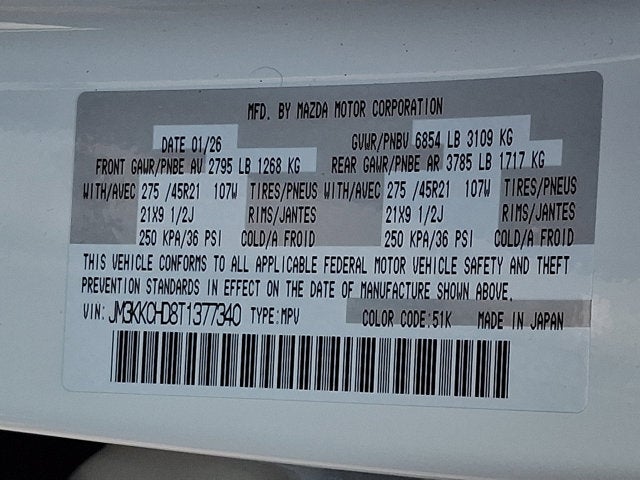 MFD. BY MAZDA MOTOR CORPORATION
DATE 01/26 GVWR/PNBV 6854 LB 3109 KG
FRONT GAWR/PNBE AV 2795 LB 1268 KG REAR GAWR/PNBE AR 3785 LB 1717 KG
WITH/AVEC 275 /45R21 107W TIRES/PNEUS WITH/AVEC 275 /45R21 107W TIRES/PNEUS
21X9 1/2J RIMS/JANTES 21X9 1/2J RIMS/JANTES
250 KPA/36 PSI COLD/A FROID 250 KPA/36 PSI COLD/A FROID
THIS VEHICLE CONFORMS TO ALL APPLICABLE FEDERAL MOTOR VEHICLE SAFETY AND THEFT
PREVENTION STANDARDS IN EFFECT ON THE DATE OF MANUFACTURE SHOWN ABOVE.
VIN: JM3KKCHD8T1377340 TYPE:MPV COLOR CODE:51K MADE IN JAPAN